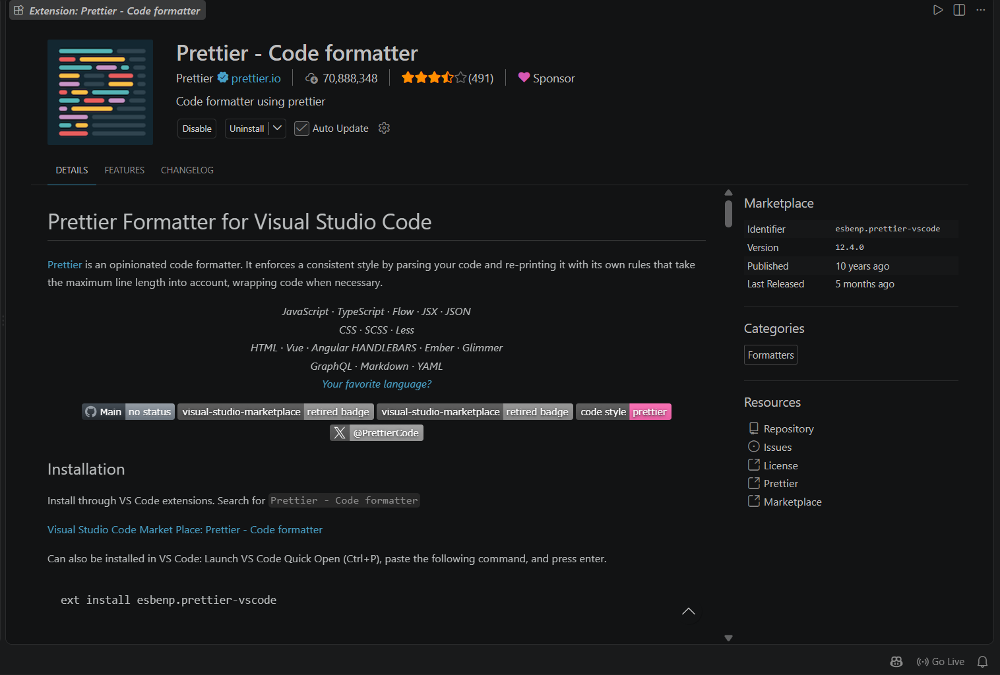 Extension: Prettier - Code formatter
Prettier - Code formatter
Prettier prettier.io 70,888,348 (491) Sponsor
Code formatter using prettier
Disable Uninstall Auto Update
DETAILS FEATURES CHANGELOG
Prettier Formatter for Visual Studio Code
Prettier is an opinionated code formatter. It enforces a consistent style by parsing your code and re-printing it with its own rules that take
the maximum line length into account, wrapping code when necessary.
JavaScript · TypeScript · Flow · JSX · JSON
CSS · SCSS · Less
HTML · Vue · Angular HANDLEBARS · Ember · Glimmer
GraphQL · Markdown · YAML
Your favorite language?
Main no status visual-studio-marketplace retired badge visual-studio-marketplace retired badge code style prettier
@PrettierCode
Installation
Install through VS Code extensions. Search for Prettier - Code formatter
Visual Studio Code Market Place: Prettier - Code formatter
Can also be installed in VS Code: Launch VS Code Quick Open (Ctrl+P), paste the following command, and press enter.
ext install esbenp.prettier-vscode
Marketplace
Identifier esbenp.prettier-vscode
Version 12.4.0
Published 10 years ago
Last Released 5 months ago
Categories
Formatters
Resources
Repository
Issues
License
Prettier
Marketplace
Go Live